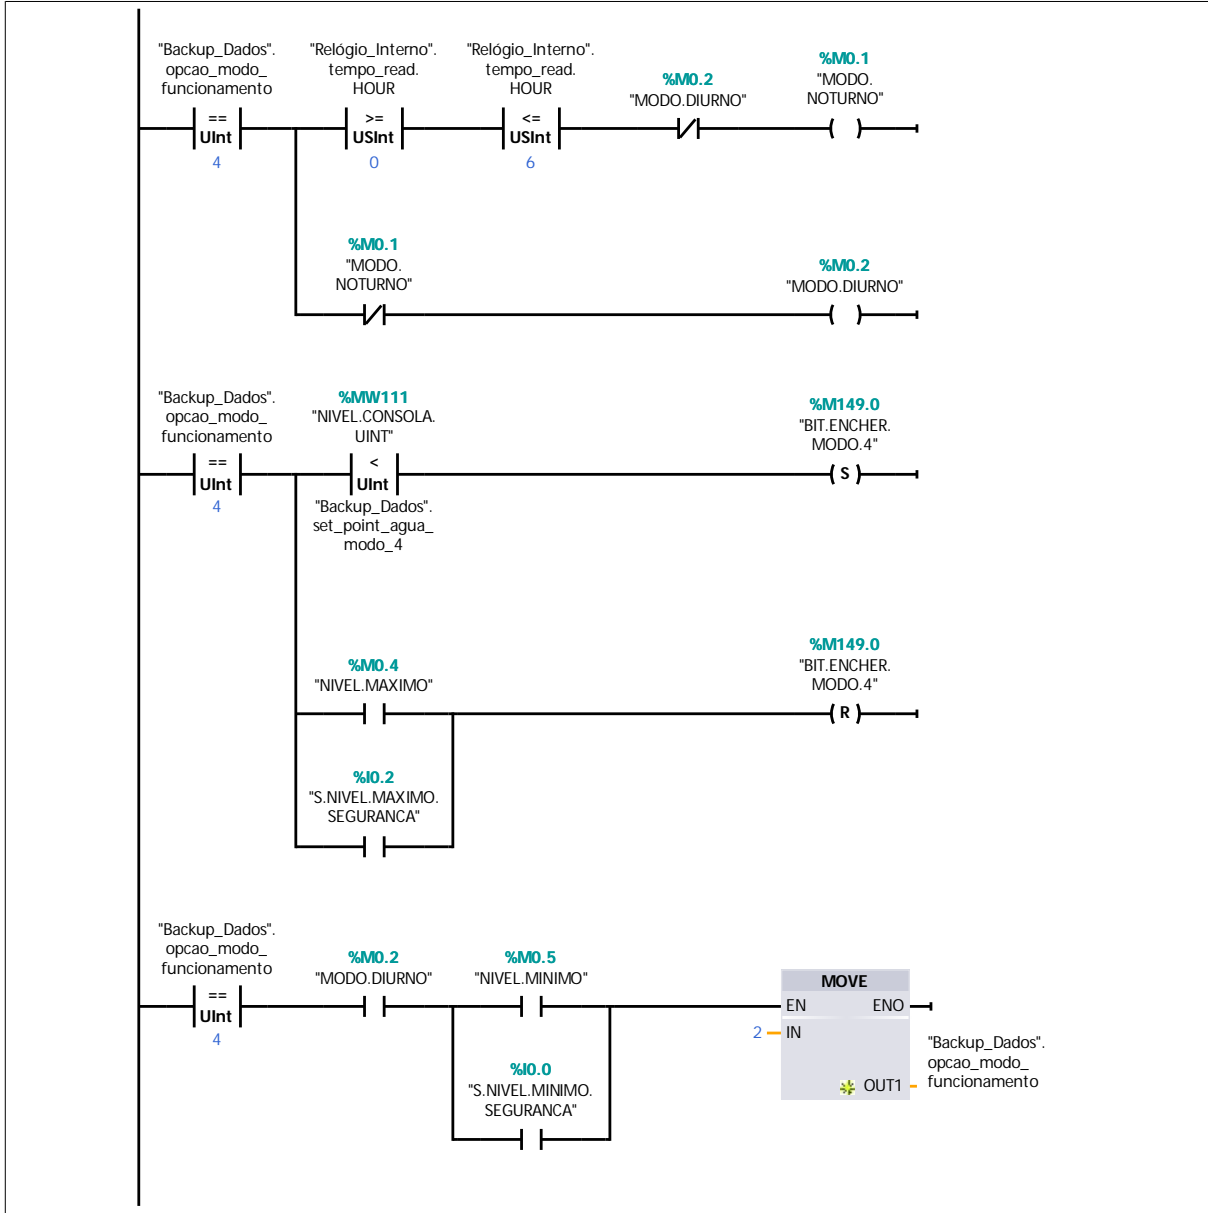 "Backup_Dados".
opcao_modo_
funcionamento
==
UInt
4
"Relógio_Interno".
tempo_read.
HOUR
>=
USInt
0
"Relógio_Interno".
tempo_read.
HOUR
<=
USInt
6
%M0.2
"MODO.DIURNO"
%M0.1
"MODO.
NOTURNO"
%M0.1
"MODO.
NOTURNO"
%M0.2
"MODO.DIURNO"
"Backup_Dados".
opcao_modo_
funcionamento
==
UInt
4
%MW111
"NIVEL.CONSOLA.
UINT"
<
UInt
"Backup_Dados".
set_point_agua_
modo_4
%M149.0
"BIT.ENCHER.
MODO.4"
S
%M0.4
"NIVEL.MAXIMO"
%M149.0
"BIT.ENCHER.
MODO.4"
R
%I0.2
"S.NIVEL.MAXIMO.
SEGURANCA"
"Backup_Dados".
opcao_modo_
funcionamento
==
UInt
4
%M0.2
"MODO.DIURNO"
%M0.5
"NIVEL.MINIMO"
%I0.0
"S.NIVEL.MINIMO.
SEGURANCA"
MOVE
EN ENO
2 IN
OUT1
"Backup_Dados".
opcao_modo_
funcionamento